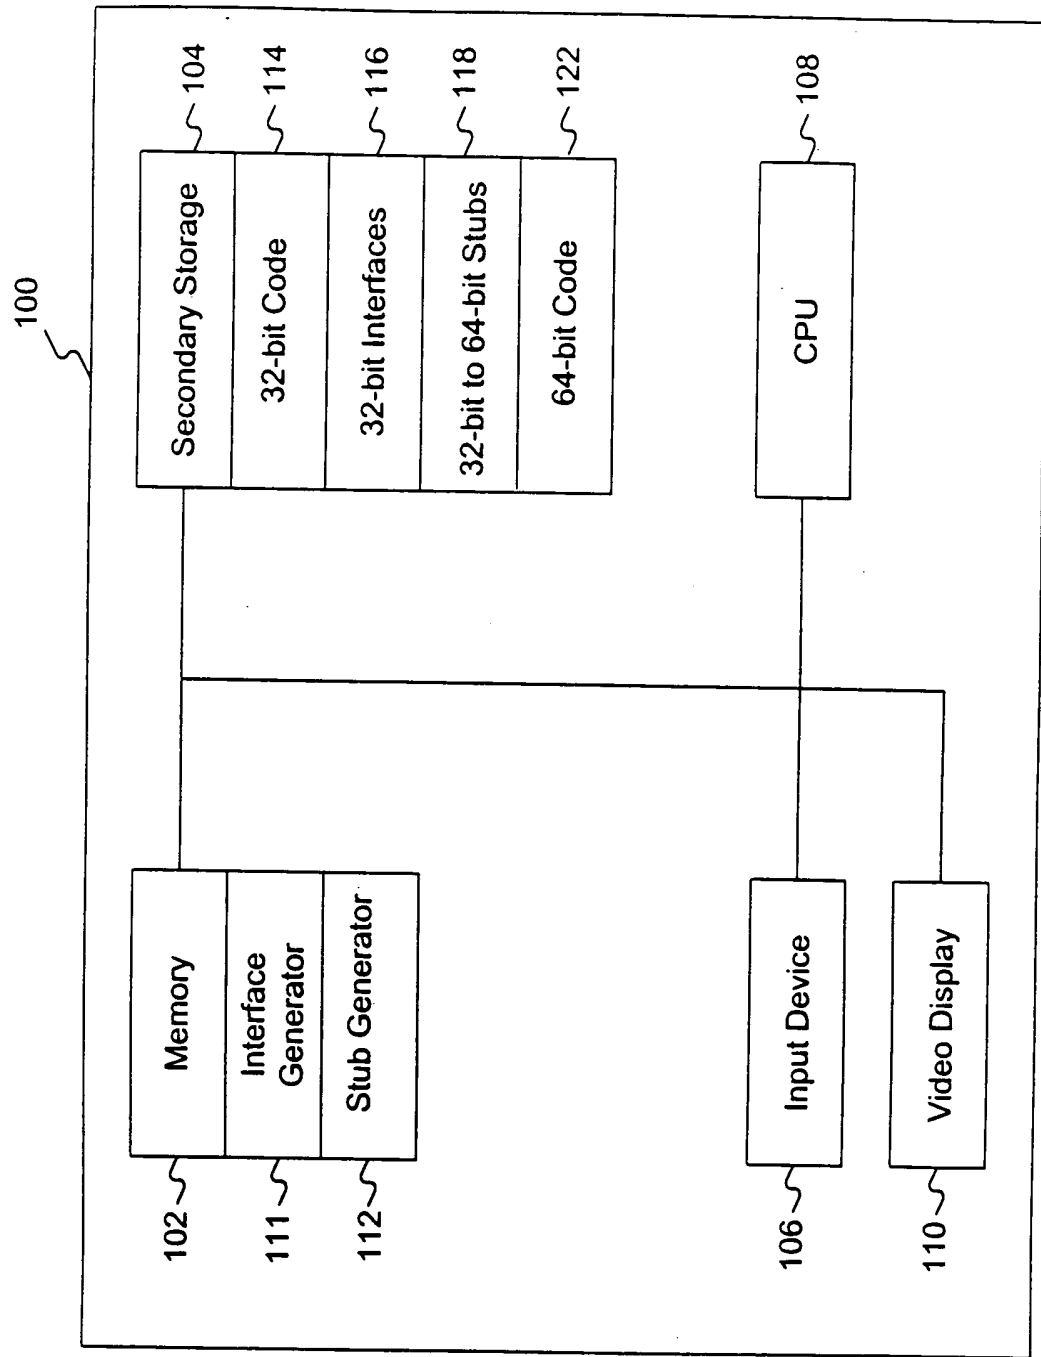 100
102
Memory
111
Interface
Generator
112
Stub Generator
Secondary Storage
104
32-bit Code
114
32-bit Interfaces
116
32-bit to 64-bit Stubs
118
64-bit Code
122
106
Input Device
110
Video Display
CPU
108